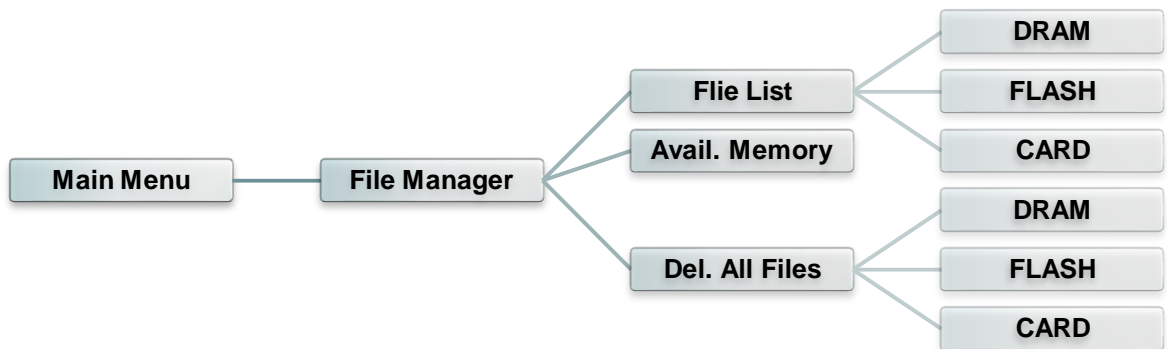 Main Menu
File Manager
Flie List
DRAM
FLASH
CARD
Avail. Memory
Del. All Files
DRAM
FLASH
CARD